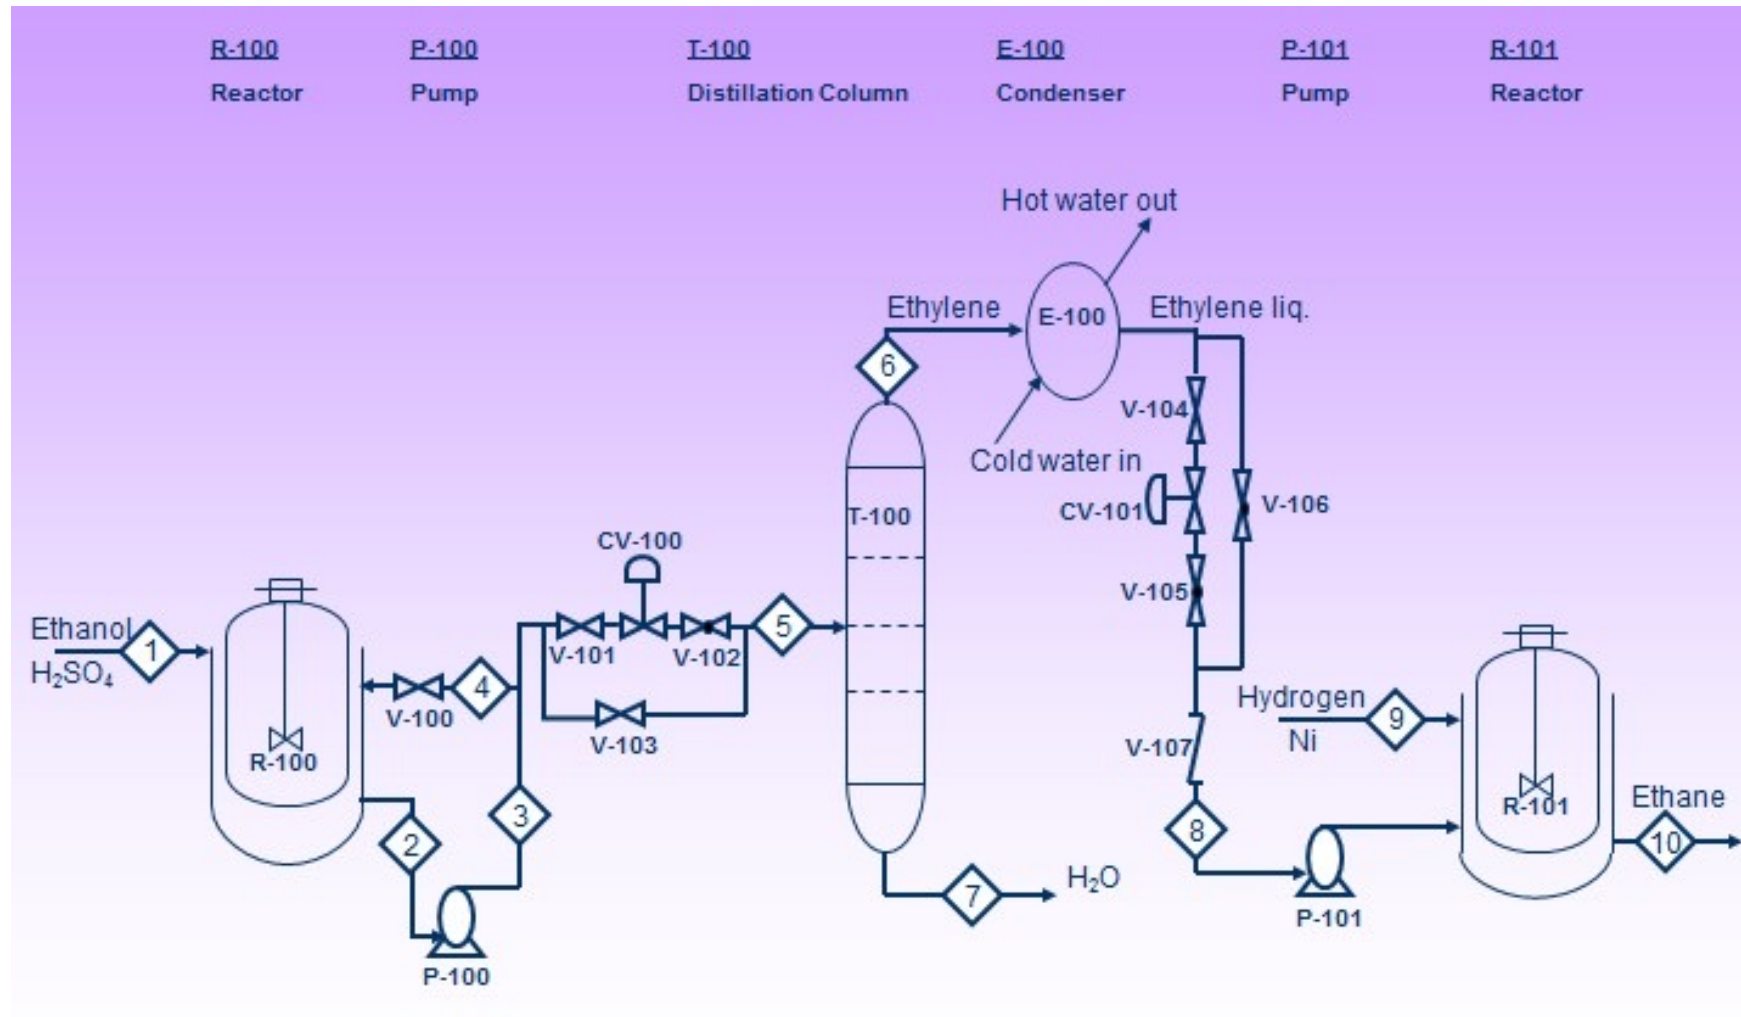 R-100
Reactor
P-100
Pump
T-100
Distillation Column
E-100
Condenser
P-101
Pump
R-101
Reactor
Hot water out
Ethylene
E-100
Ethylene liq.
6
V-104
Cold water in
CV-101
V-106
T-100
CV-100
V-105
Ethanol
1
H₂SO₄
V-101
V-102
5
4
V-100
V-103
R-100
Hydrogen
9
Ni
V-107
R-101
Ethane
3
2
8
10
7
H₂O
P-101
P-100